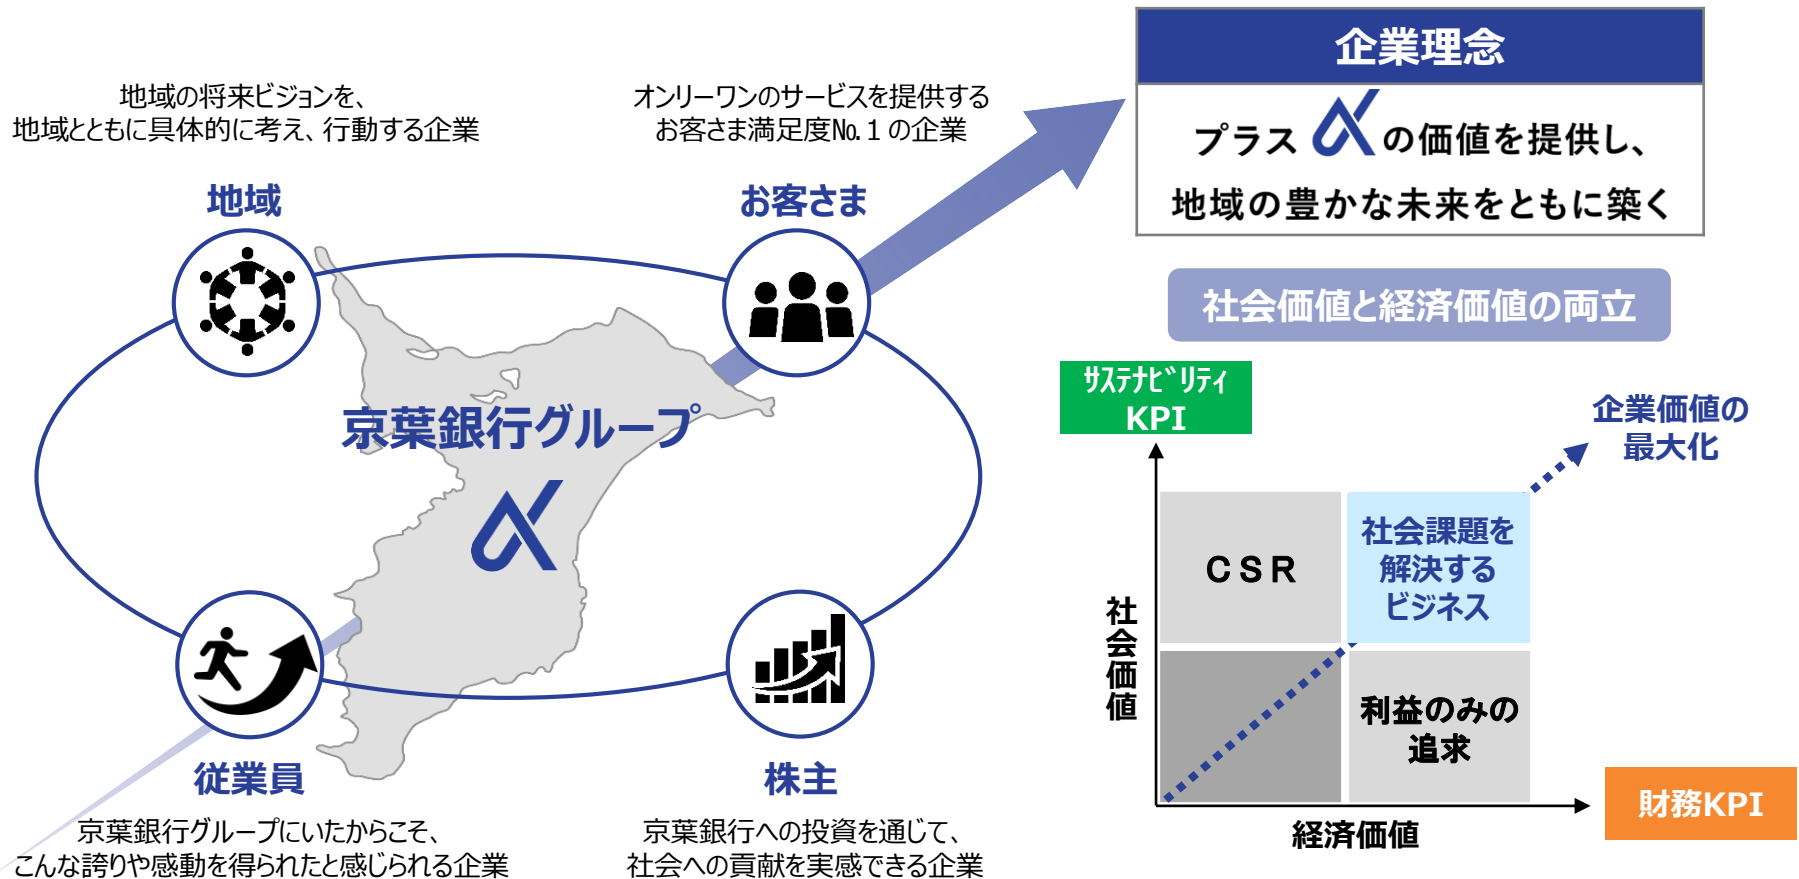 地域の将来ビジョンを、
地域とともに具体的に考え、行動する企業
地域
オンリーワンのサービスを提供する
お客さま満足度№１の企業
お客さま
京葉銀行グループ
従業員
京葉銀行グループにいたからこそ、
こんな誇りや感動を得られたと感じられる企業
株主
京葉銀行への投資を通じて、
社会への貢献を実感できる企業
企業理念
プラスαの価値を提供し、
地域の豊かな未来をともに築く
社会価値と経済価値の両立
ｻｽﾃﾅﾋﾞﾘﾃｨ
KPI
企業価値の
最大化
社会価値
ＣＳＲ
社会課題を
解決する
ビジネス
利益のみの
追求
経済価値
財務KPI